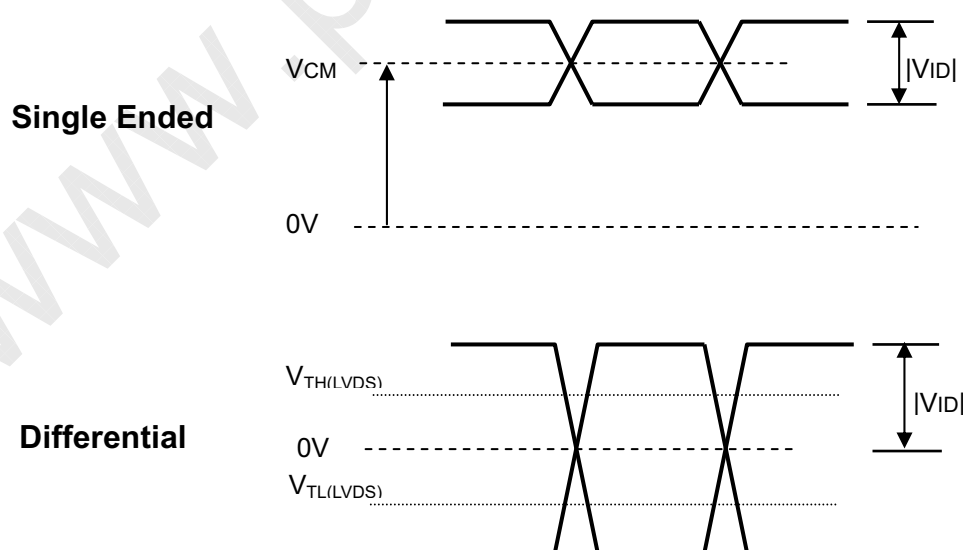 VCM
|VID|
Single Ended
0V
VTH(LVDS)
|VID|
Differential
0V
VTL(LVDS)